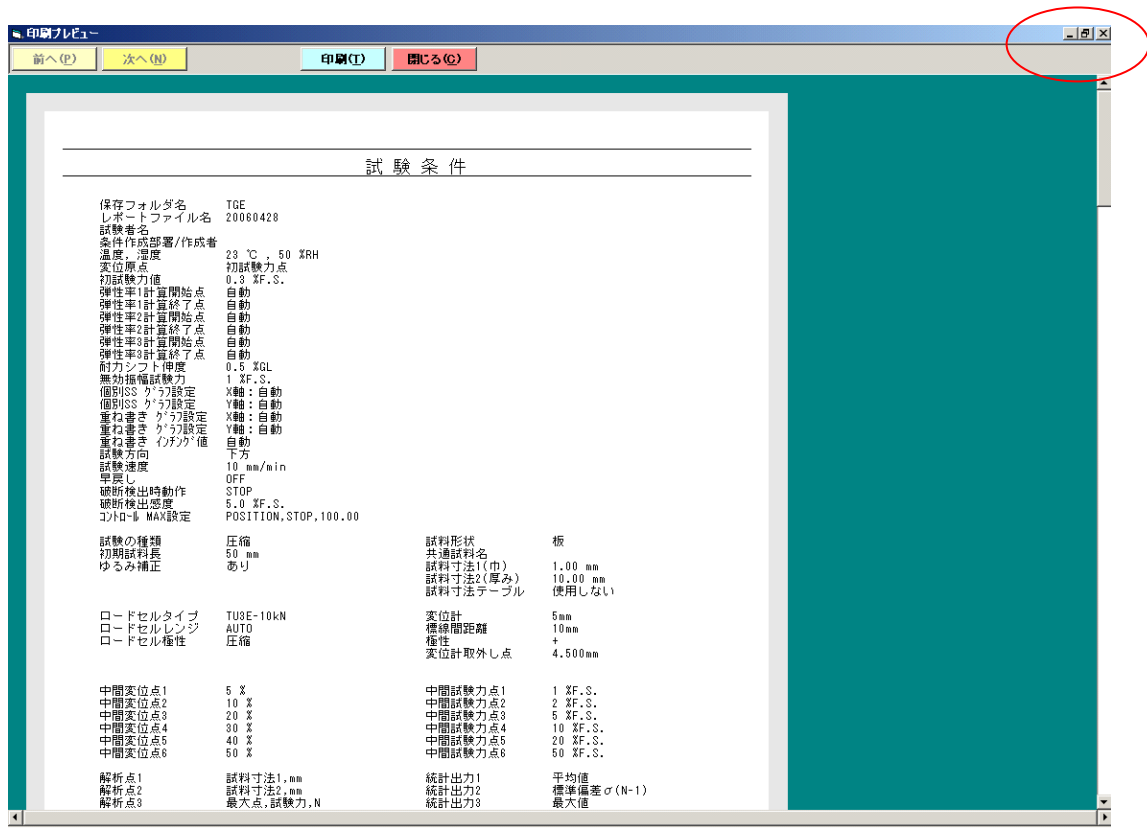 印刷プレビュー
前へ(P) 次へ(N) 印刷(T) 閉じる(C)
試験条件
保存フォルダ名 TGE
レポートファイル名 20060428
試験者名
条件作成部署/作成者
温度，湿度 23 ℃ , 50 %RH
変位原点 初試験力点
初試験力値 0.3 %F.S.
弾性率1計算開始点 自動
弾性率1計算終了点 自動
弾性率2計算開始点 自動
弾性率2計算終了点 自動
弾性率3計算開始点 自動
弾性率3計算終了点 自動
耐力シフト伸度 0.5 %GL
無効振幅試験力 1 %F.S.
個別SS ｸﾞﾗﾌ設定 X軸：自動
個別SS ｸﾞﾗﾌ設定 Y軸：自動
重ね書き ｸﾞﾗﾌ設定 X軸：自動
重ね書き ｸﾞﾗﾌ設定 Y軸：自動
重ね書き ｲﾝﾁﾝｸﾞ値 自動
試験方向 下方
試験速度 10 mm/min
早戻し OFF
破断検出時動作 STOP
破断検出感度 5.0 %F.S.
ｺﾝﾄﾛｰﾙ MAX設定 POSITION,STOP,100.00
試験の種類 圧縮 試料形状 板
初期試料長 50 mm 共通試料名
ゆるみ補正 あり 試料寸法1(巾) 1.00 mm
試料寸法2(厚み) 10.00 mm
試料寸法テーブル 使用しない
ロードセルタイプ TU3E-10kN 変位計 5mm
ロードセルレンジ AUTO 標線間距離 10mm
ロードセル極性 圧縮 極性 +
変位計取外し点 4.500mm
中間変位点1 5 % 中間試験力点1 1 %F.S.
中間変位点2 10 % 中間試験力点2 2 %F.S.
中間変位点3 20 % 中間試験力点3 5 %F.S.
中間変位点4 30 % 中間試験力点4 10 %F.S.
中間変位点5 40 % 中間試験力点5 20 %F.S.
中間変位点6 50 % 中間試験力点6 50 %F.S.
解析点1 試料寸法1,mm 統計出力1 平均値
解析点2 試料寸法2,mm 統計出力2 標準偏差σ(N-1)
解析点3 最大点,試験力,N 統計出力3 最大値